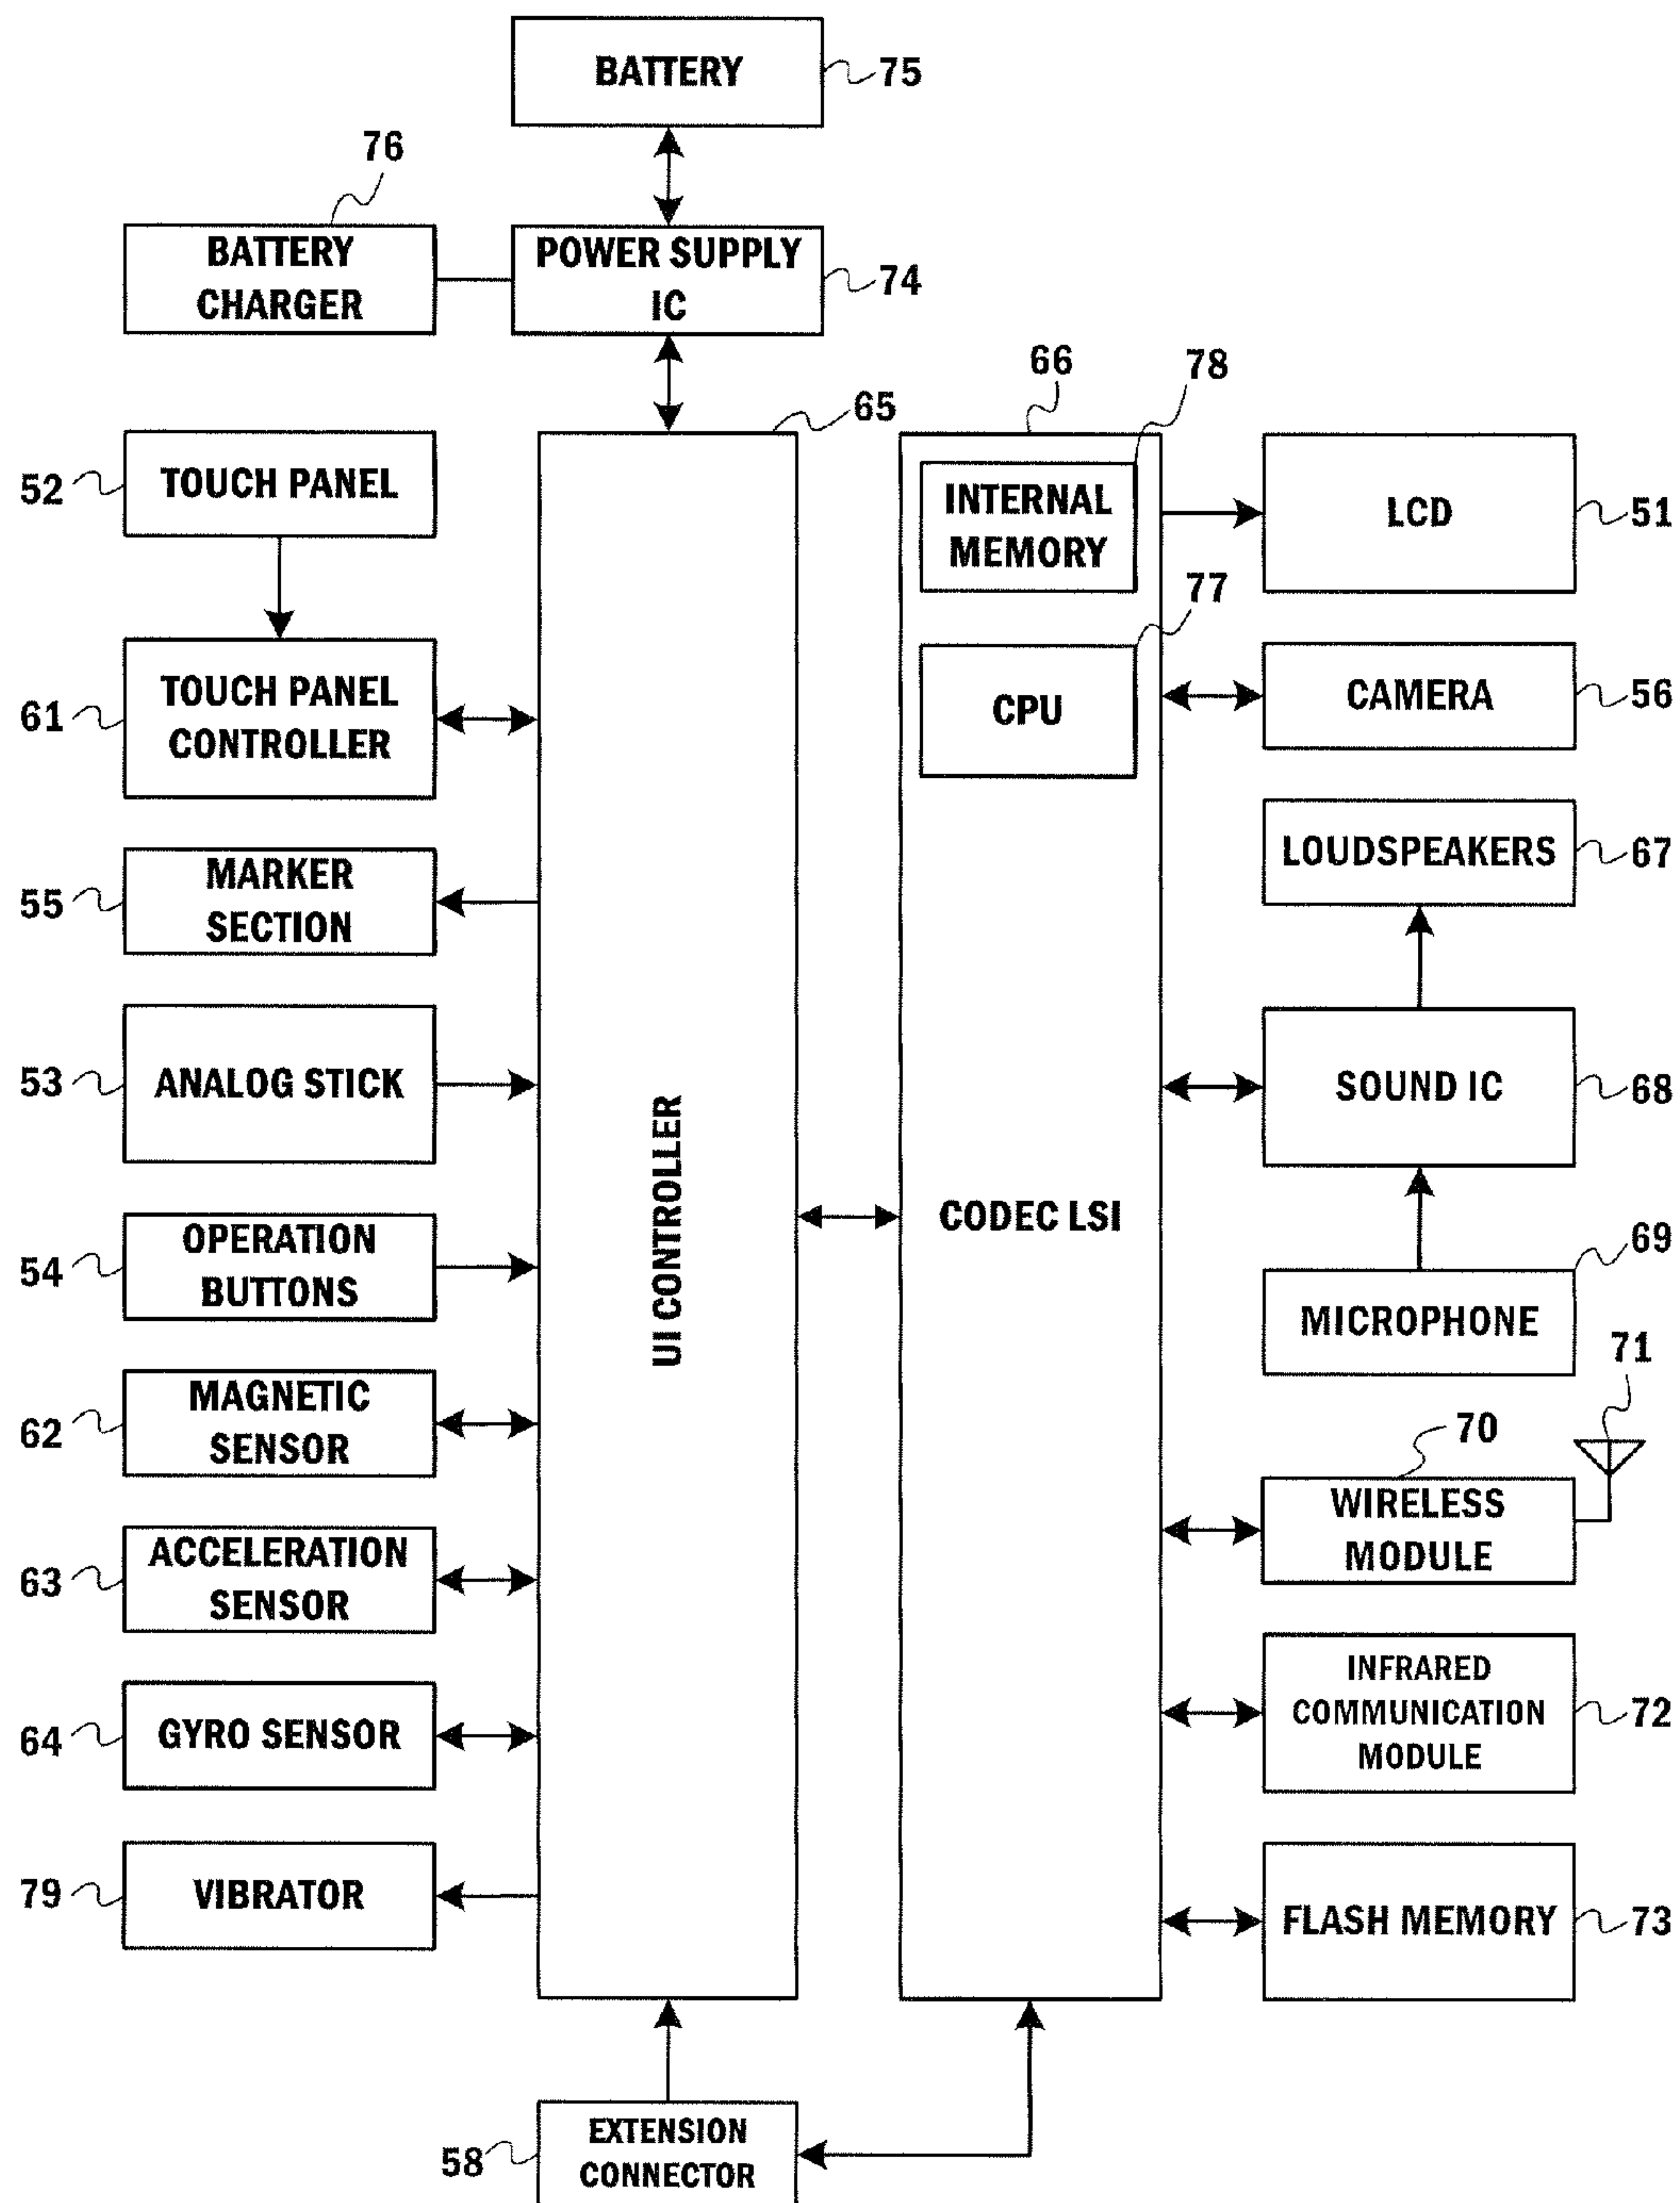 BATTERY
75
76
BATTERY
CHARGER
POWER SUPPLY
IC
74
65
66
78
52
TOUCH PANEL
61
TOUCH PANEL
CONTROLLER
55
MARKER
SECTION
53
ANALOG STICK
54
OPERATION
BUTTONS
62
MAGNETIC
SENSOR
63
ACCELERATION
SENSOR
64
GYRO SENSOR
79
VIBRATOR
UI CONTROLLER
INTERNAL
MEMORY
77
CPU
CODEC LSI
LCD
51
CAMERA
56
LOUDSPEAKERS
67
SOUND IC
68
69
MICROPHONE
71
70
WIRELESS
MODULE
INFRARED
COMMUNICATION
MODULE
72
FLASH MEMORY
73
58
EXTENSION
CONNECTOR